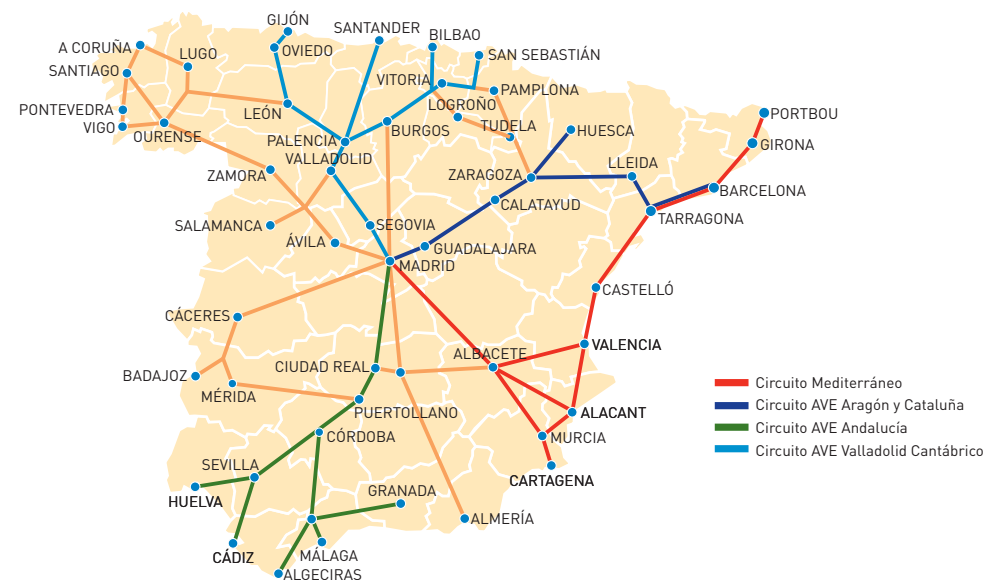 GIJÓN
SANTANDER
BILBAO
A CORUÑA
LUGO
OVIEDO
SAN SEBASTIÁN
SANTIAGO
VITORIA
PAMPLONA
PONTEVEDRA
LEÓN
LOGROÑO
PORTBOU
VIGO
OURENSE
PALENCIA
BURGOS
TUDELA
HUESCA
GIRONA
VALLADOLID
ZAMORA
ZARAGOZA
LLEIDA
BARCELONA
CALATAYUD
TARRAGONA
SALAMANCA
SEGOVIA
ÁVILA
GUADALAJARA
MADRID
CASTELLÓ
CÁCERES
VALENCIA
ALBACETE
CIUDAD REAL
BADAJOZ
MÉRIDA
PUERTOLLANO
ALACANT
CÓRDOBA
MURCIA
SEVILLA
CARTAGENA
HUELVA
GRANADA
ALMERÍA
CÁDIZ
MÁLAGA
ALGECIRAS
Circuito Mediterráneo
Circuito AVE Aragón y Cataluña
Circuito AVE Andalucía
Circuito AVE Valladolid Cantábrico